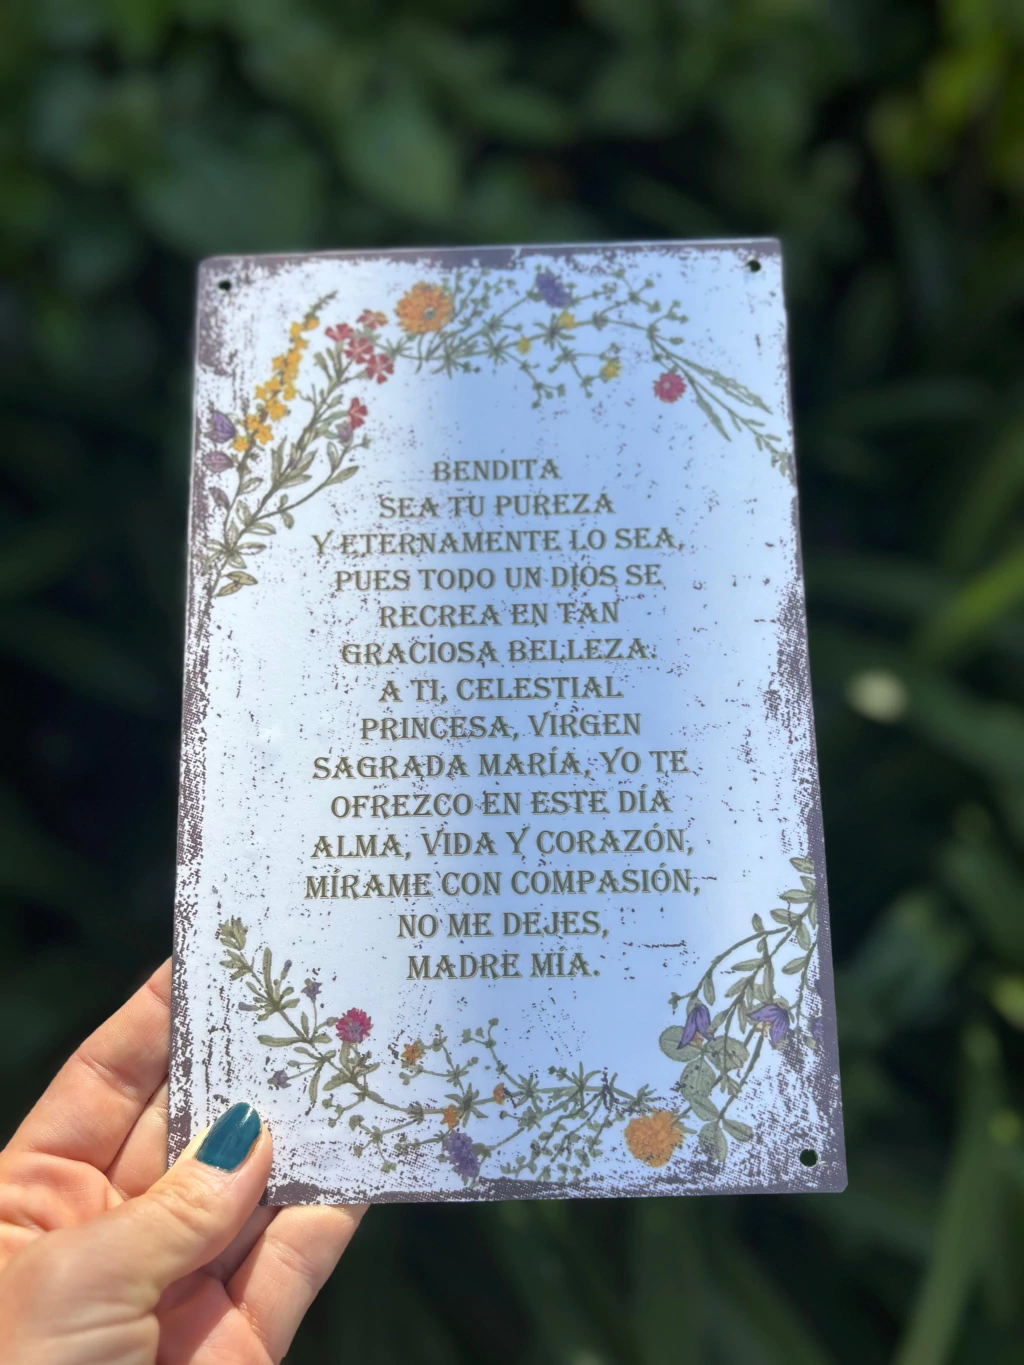 BENDITA
SEA TU PUREZA
Y ETERNAMENTE LO SEA,
PUES TODO UN DIOS SE
RECREA EN TAN
GRACIOSA BELLEZA.
A TI, CELESTIAL
PRINCESA, VIRGEN
SAGRADA MARÍA, YO TE
OFREZCO EN ESTE DÍA
ALMA, VIDA Y CORAZÓN,
MÍRAME CON COMPASIÓN,
NO ME DEJES,
MADRE MÍA.